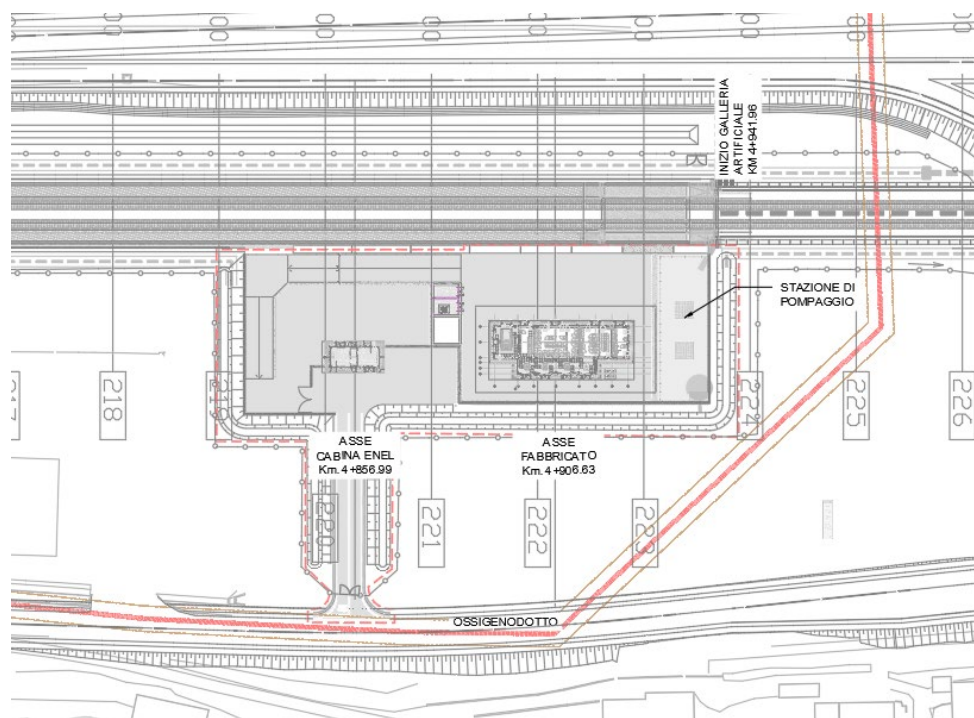 INIZIO GALLERIA
ARTIFICIALE
KM 4+941.96
STAZIONE DI
POMPAGGIO
218
224
225
226
ASSE
CABINA ENEL
Km. 4+856.99
ASSE
FABBRICATO
Km. 4+906.63
220
221
222
223
OSSIGENODOTTO